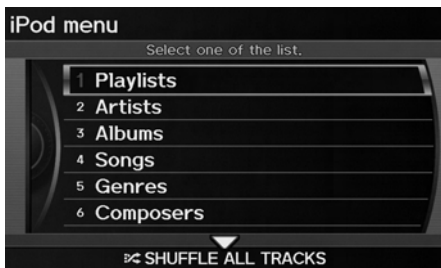 iPod menu
Select one of the list.
1 Playlists
2 Artists
3 Albums
4 Songs
5 Genres
6 Composers
SHUFFLE ALL TRACKS